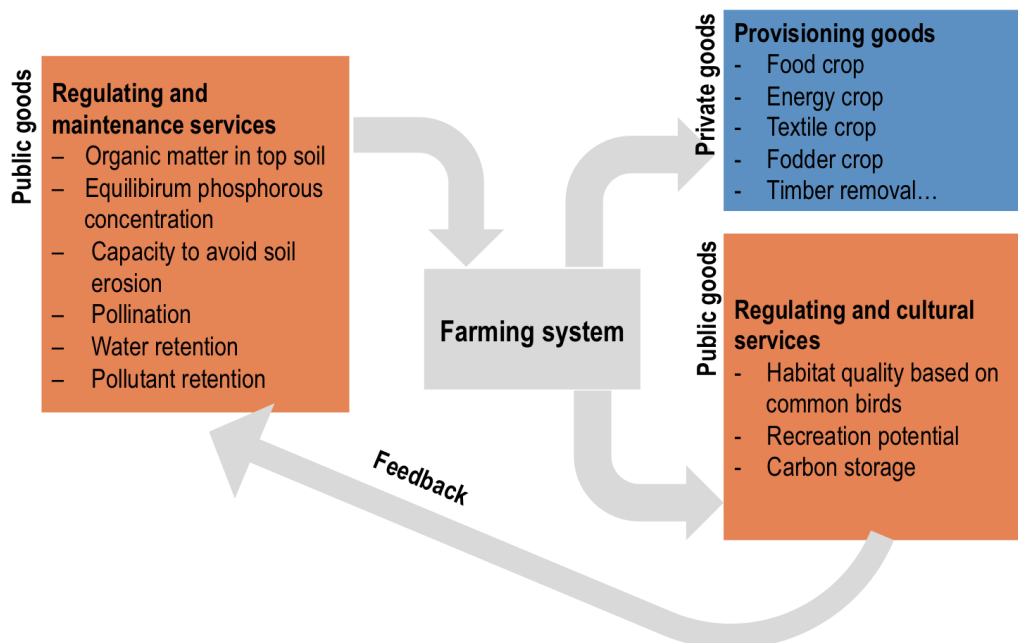 Public goods
Regulating and
maintenance services
– Organic matter in top soil
– Equilibirum phosphorous
concentration
– Capacity to avoid soil
erosion
– Pollination
– Water retention
– Pollutant retention
Farming system
Private goods
Provisioning goods
- Food crop
- Energy crop
- Textile crop
- Fodder crop
- Timber removal…
Public goods
Regulating and cultural
services
- Habitat quality based on
common birds
- Recreation potential
- Carbon storage
Feedback